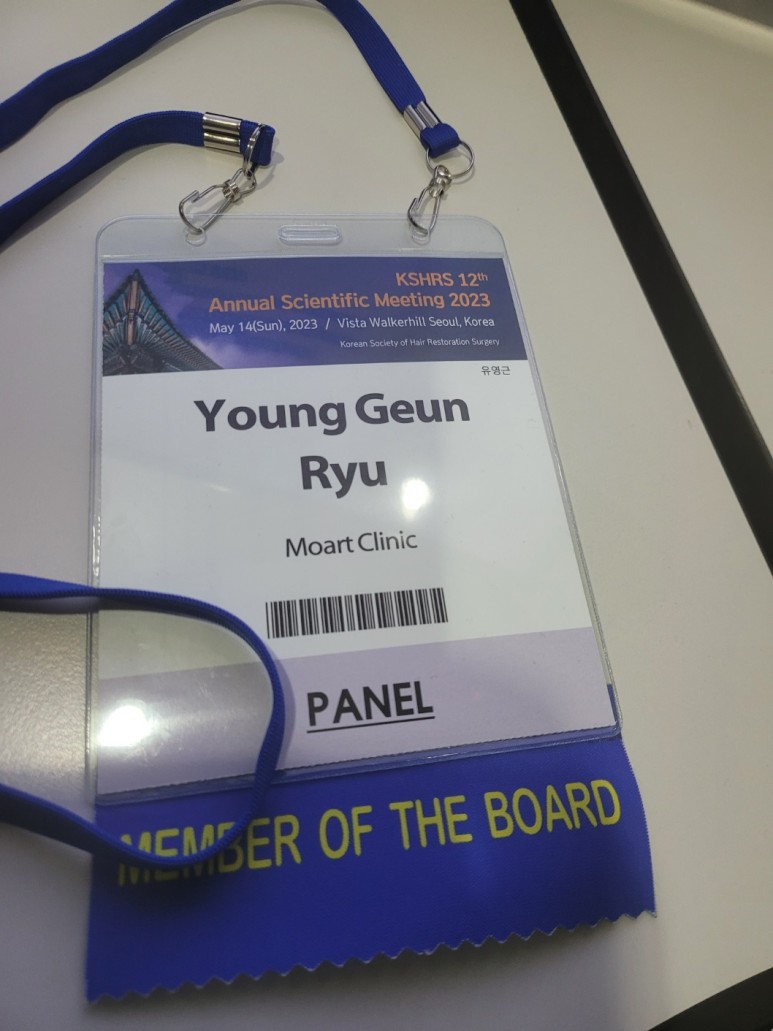 KSHRS 12th
Annual Scientific Meeting 2023
May 14(Sun), 2023 / Vista Walkerhill Seoul, Korea
Korean Society of Hair Restoration Surgery
유영근
Young Geun
Ryu
Moart Clinic
PANEL
MEMBER OF THE BOARD